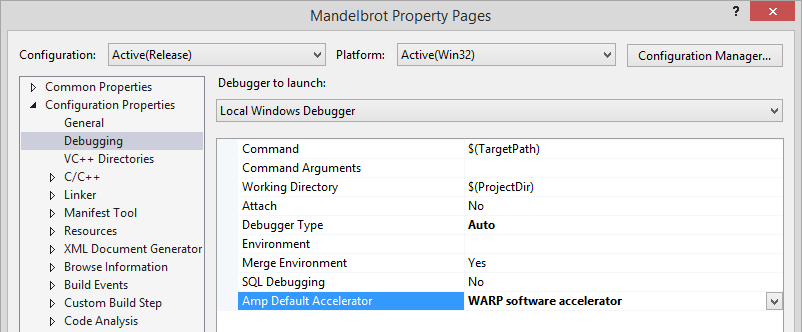 Mandelbrot Property Pages
?
Configuration: Active(Release) Platform: Active(Win32) Configuration Manager...
Common Properties
Configuration Properties
General
Debugging
VC++ Directories
C/C++
Linker
Manifest Tool
Resources
XML Document Generator
Browse Information
Build Events
Custom Build Step
Code Analysis
Debugger to launch:
Local Windows Debugger
Command $(TargetPath)
Command Arguments
Working Directory $(ProjectDir)
Attach No
Debugger Type Auto
Environment
Merge Environment Yes
SQL Debugging No
Amp Default Accelerator WARP software accelerator